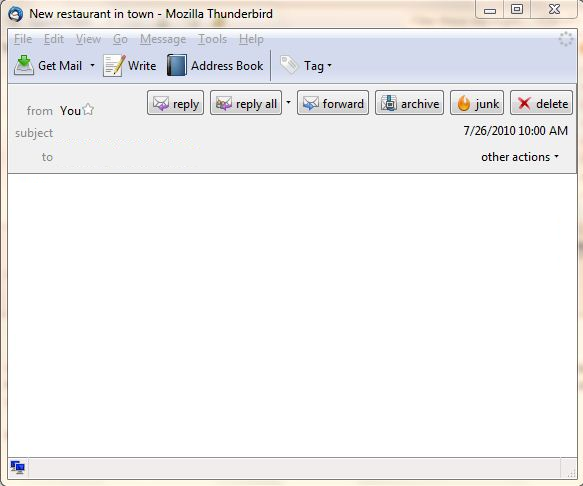 New restaurant in town - Mozilla Thunderbird
File Edit View Go Message Tools Help
Get Mail Write Address Book Tag
from You reply reply all forward archive junk delete
subject 7/26/2010 10:00 AM
to other actions